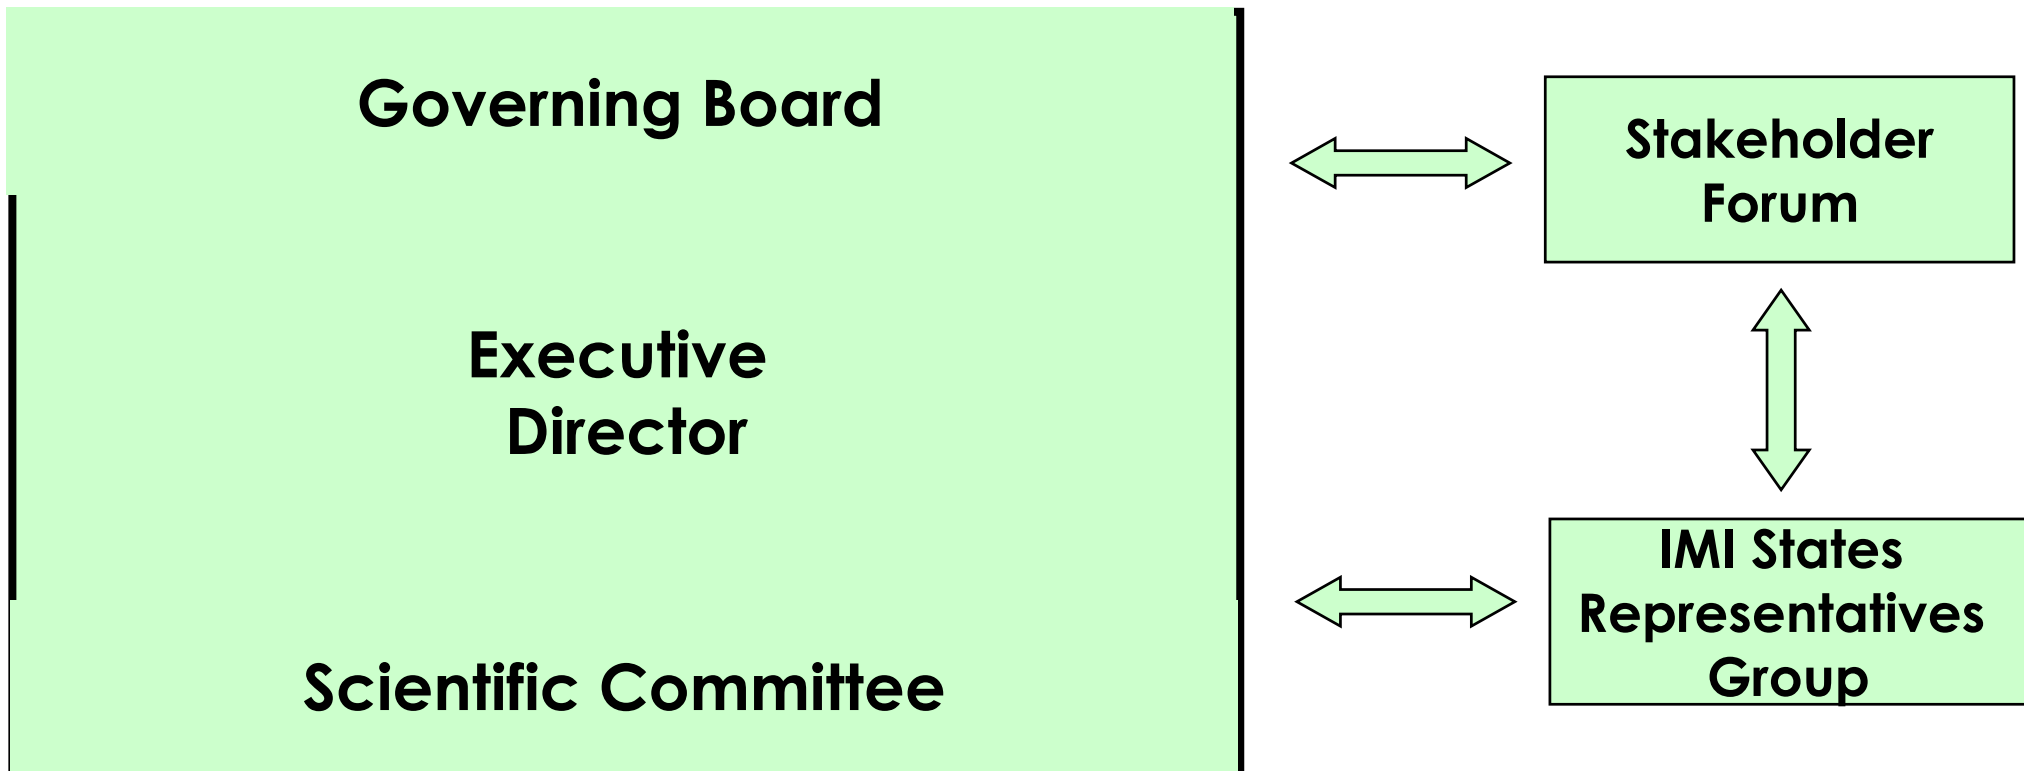 Governing Board
Executive
Director
Scientific Committee
Stakeholder
Forum
IMI States
Representatives
Group